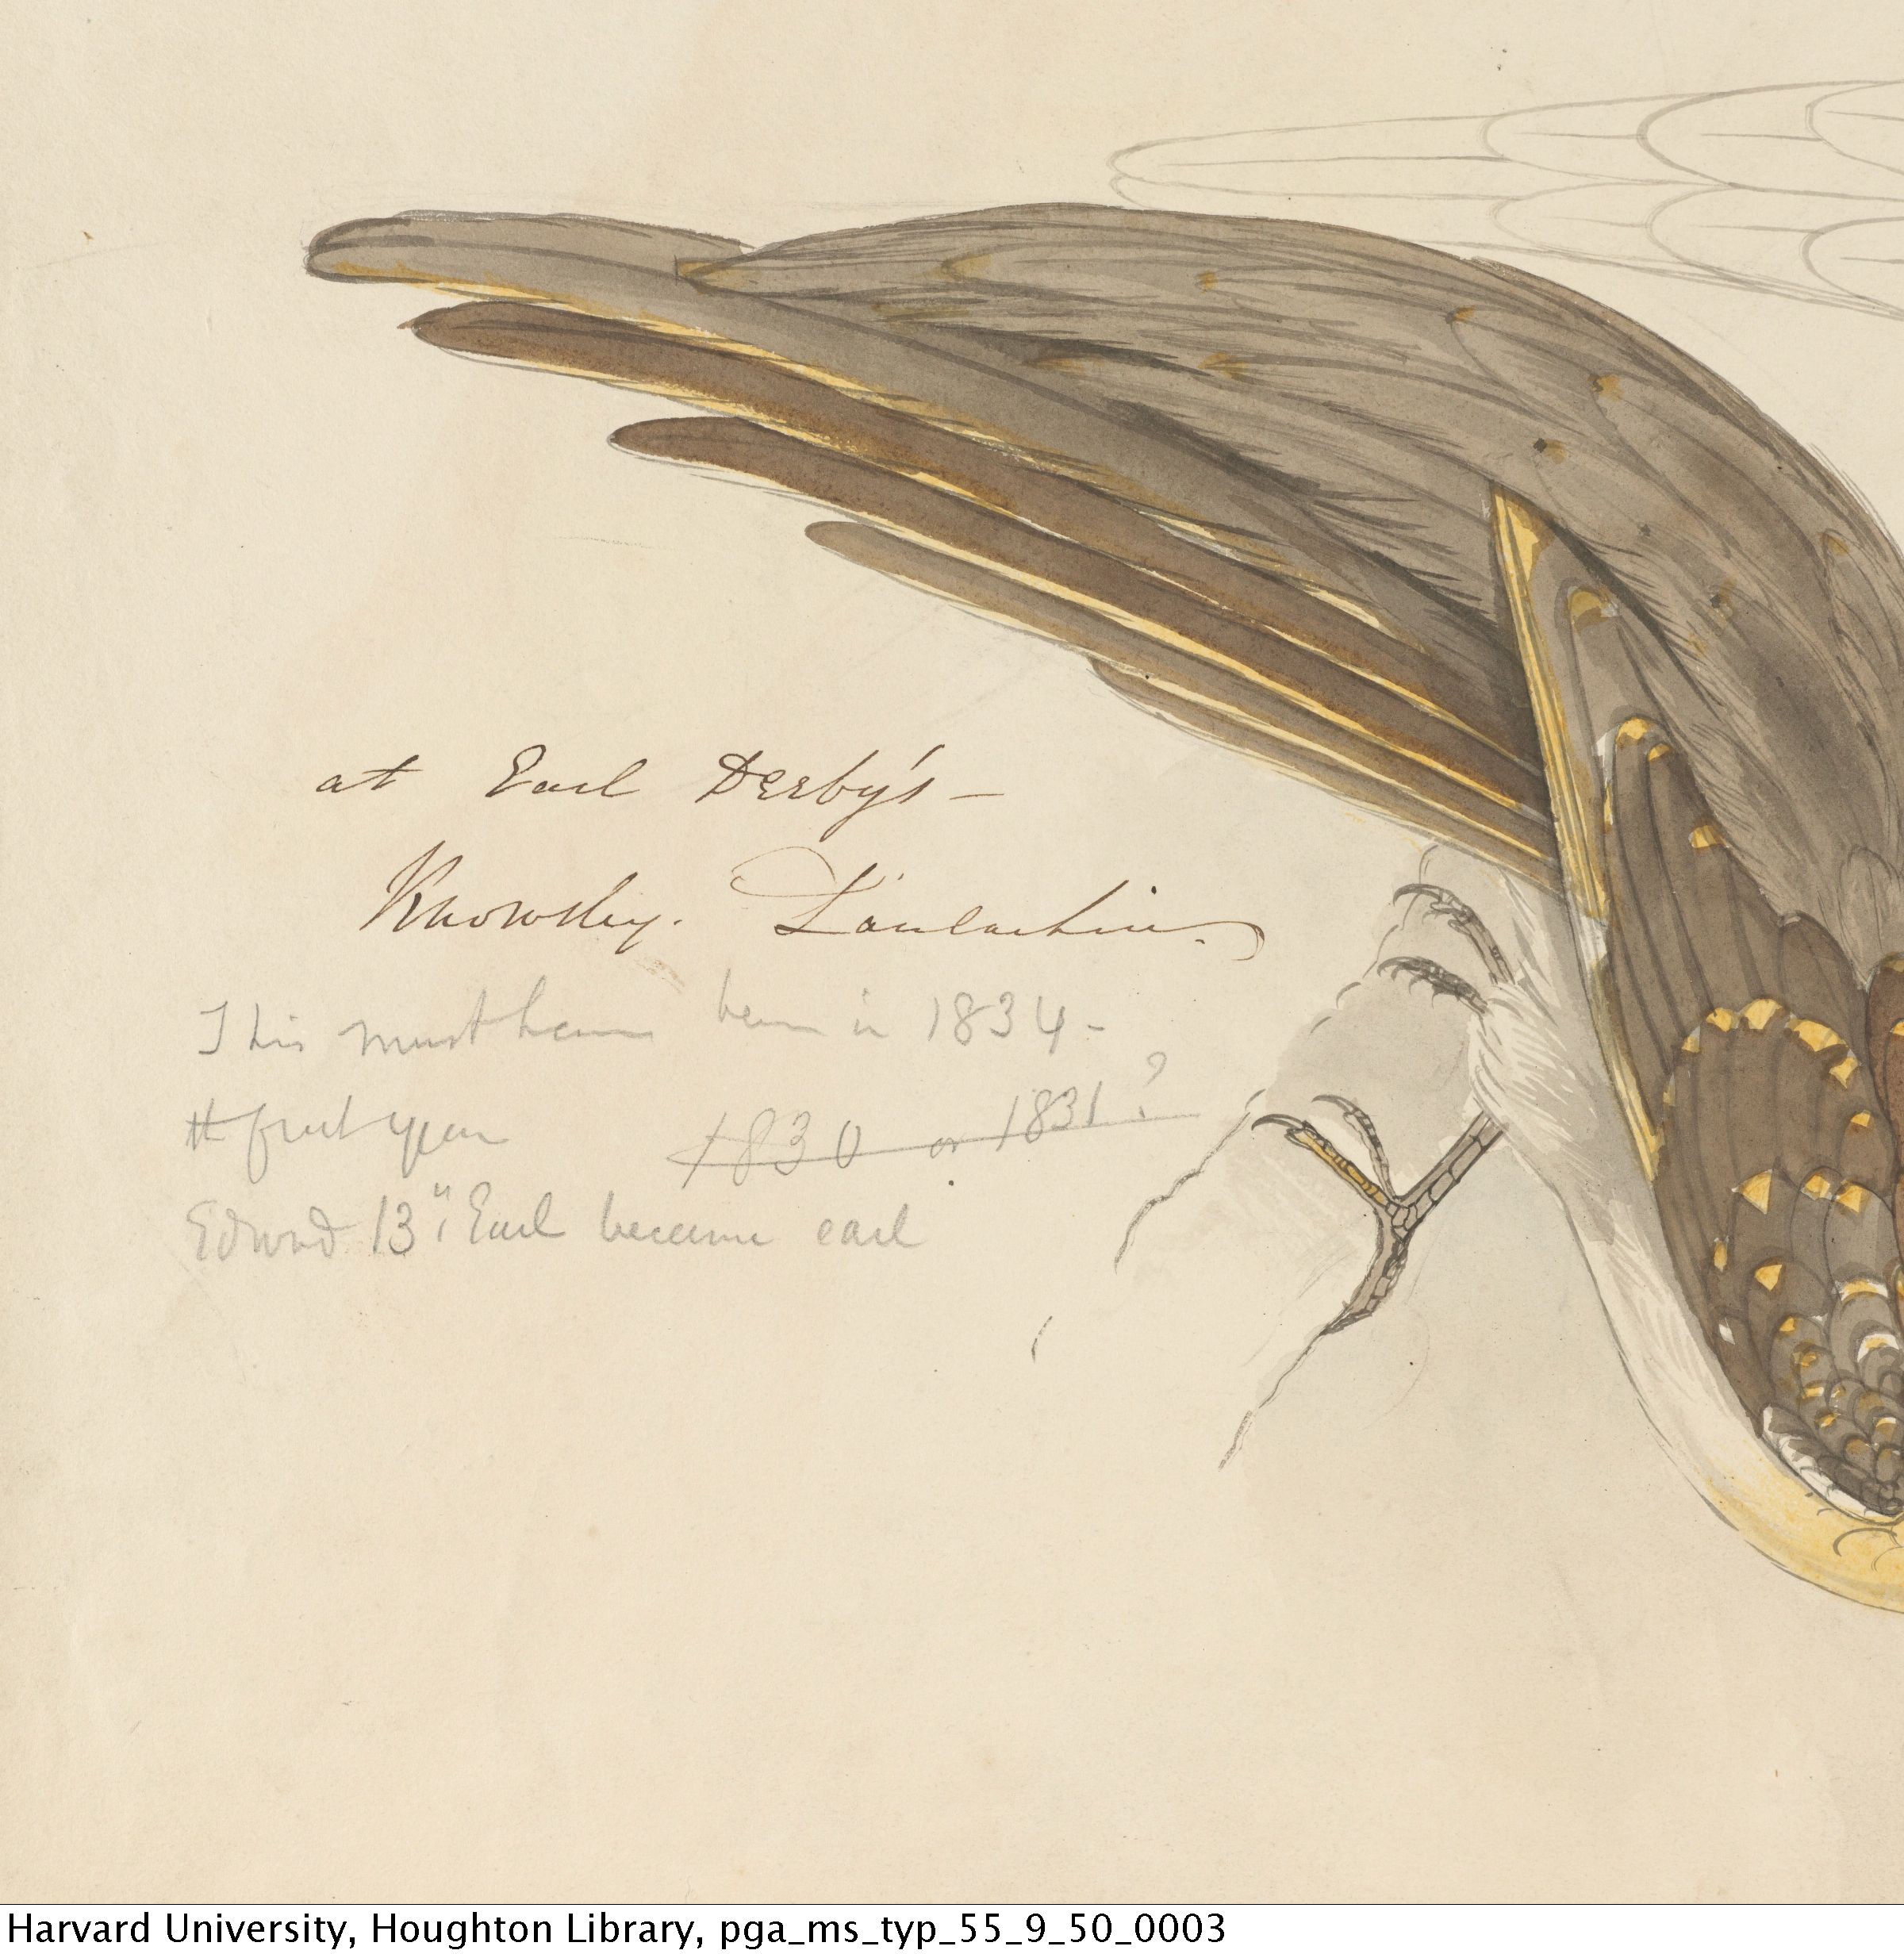 at Earl Derby's –
Knowsley. Lancashire.
This must have been in 1834 –
1830 or 1831?
the first year
Edward 13th Earl became earl
Harvard University, Houghton Library, pga_ms_typ_55_9_50_0003